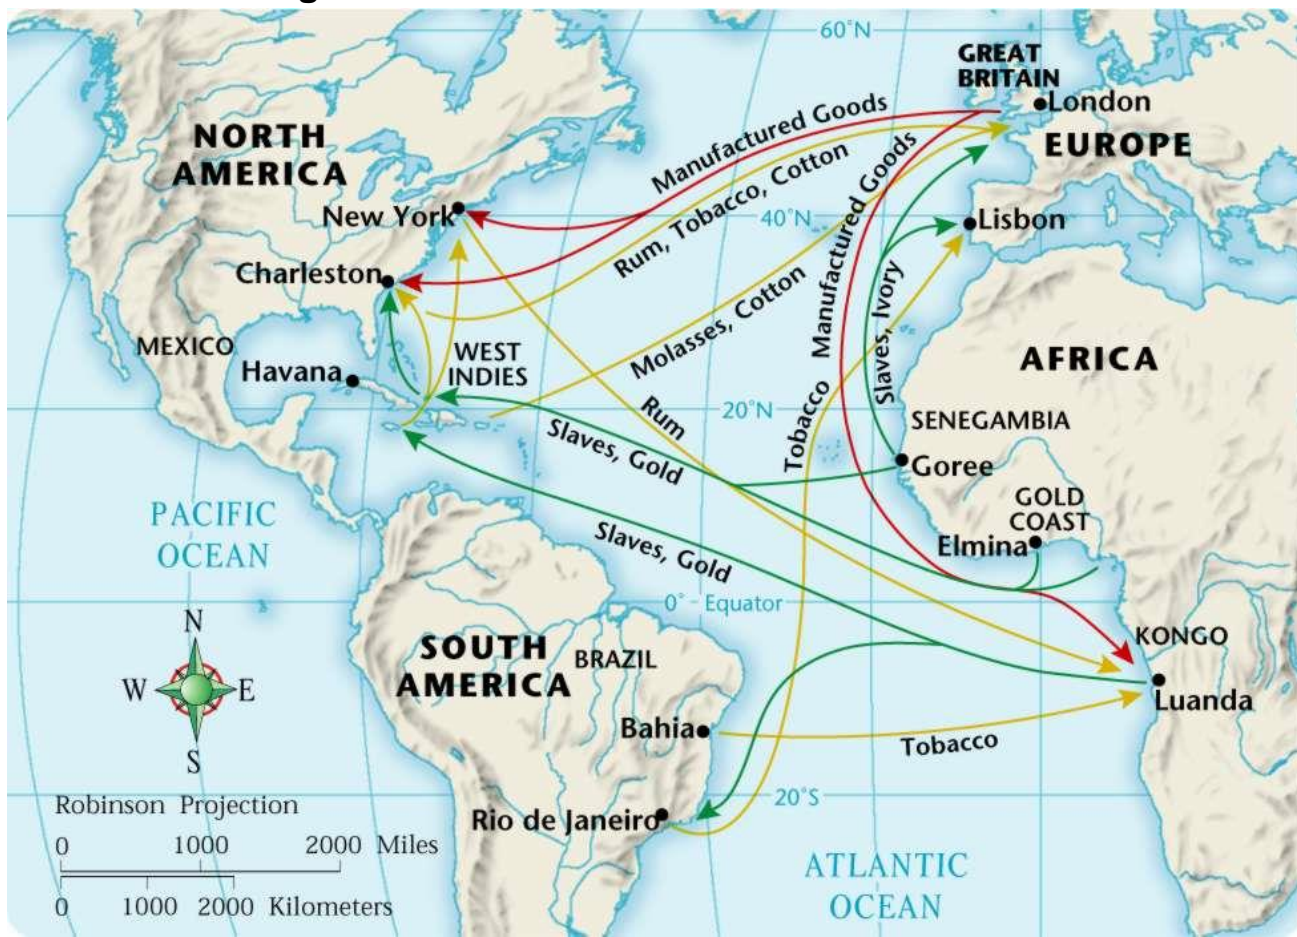 60°N
GREAT
BRITAIN
London
NORTH
AMERICA
EUROPE
Manufactured Goods
Manufactured Goods
Rum, Tobacco, Cotton
New York
40°N
Lisbon
Charleston
Slaves, Ivory
Molasses, Cotton
MEXICO
Havana
WEST
INDIES
AFRICA
20°N
Rum
Tobacco
SENEGAMBIA
Slaves, Gold
Goree
GOLD
COAST
PACIFIC
OCEAN
Elmina
Slaves, Gold
0° - Equator
N
W
E
S
SOUTH
AMERICA
BRAZIL
KONGO
Luanda
Bahia
Tobacco
20°S
Rio de Janeiro
Robinson Projection
0 1000 2000 Miles
0 1000 2000 Kilometers
ATLANTIC
OCEAN